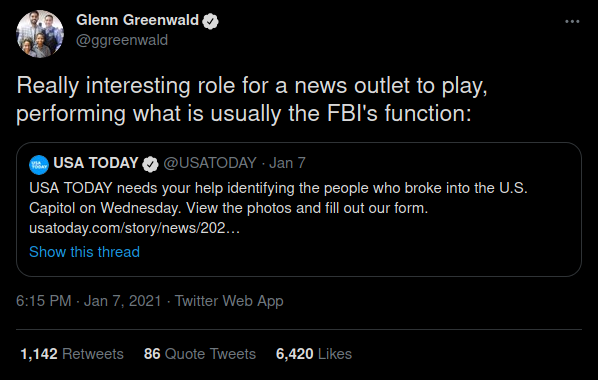 Glenn Greenwald
@ggreenwald
Really interesting role for a news outlet to play,
performing what is usually the FBI's function:
USA TODAY @USATODAY · Jan 7
USA TODAY needs your help identifying the people who broke into the U.S.
Capitol on Wednesday. View the photos and fill out our form.
usatoday.com/story/news/202…
Show this thread
6:15 PM · Jan 7, 2021 · Twitter Web App
1,142 Retweets 86 Quote Tweets 6,420 Likes